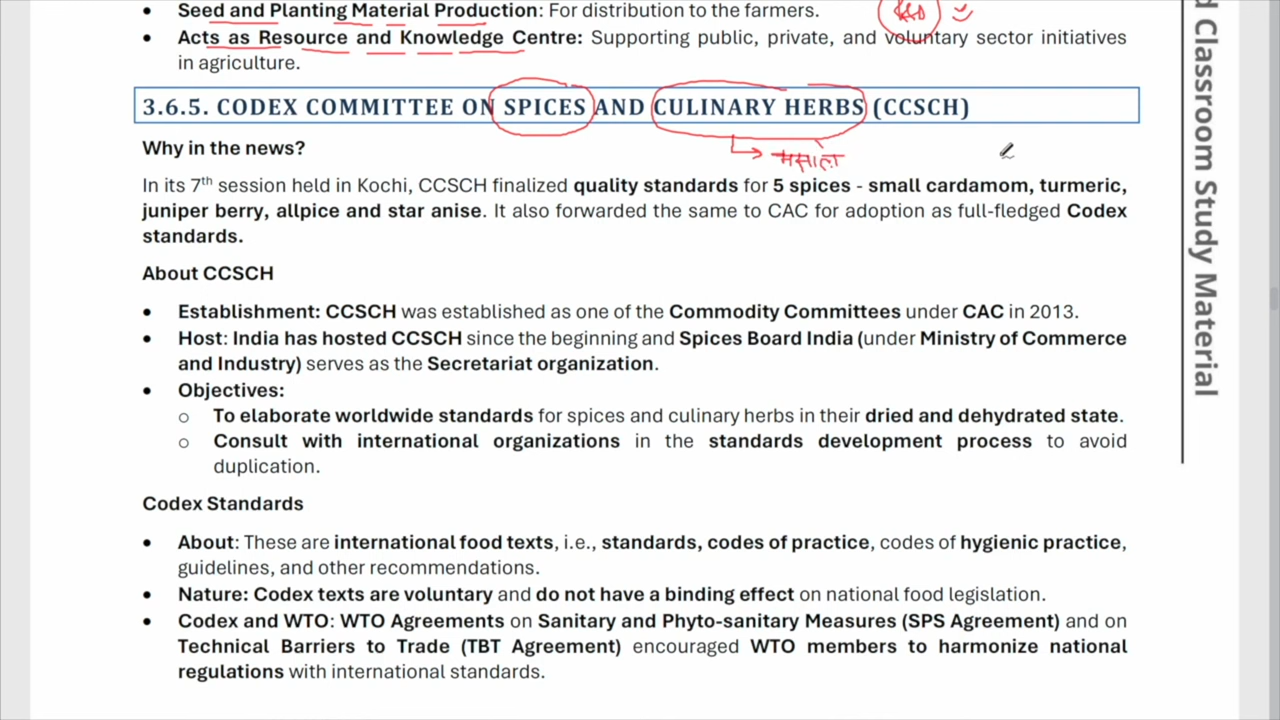 • Seed and Planting Material Production: For distribution to the farmers.
• Acts as Resource and Knowledge Centre: Supporting public, private, and voluntary sector initiatives
in agriculture.
3.6.5. CODEX COMMITTEE ON SPICES AND CULINARY HERBS (CCSCH)
मसाला
Why in the news?
In its 7th session held in Kochi, CCSCH finalized quality standards for 5 spices - small cardamom, turmeric,
juniper berry, allpice and star anise. It also forwarded the same to CAC for adoption as full-fledged Codex
standards.
About CCSCH
• Establishment: CCSCH was established as one of the Commodity Committees under CAC in 2013.
• Host: India has hosted CCSCH since the beginning and Spices Board India (under Ministry of Commerce
and Industry) serves as the Secretariat organization.
• Objectives:
○ To elaborate worldwide standards for spices and culinary herbs in their dried and dehydrated state.
○ Consult with international organizations in the standards development process to avoid
duplication.
Codex Standards
• About: These are international food texts, i.e., standards, codes of practice, codes of hygienic practice,
guidelines, and other recommendations.
• Nature: Codex texts are voluntary and do not have a binding effect on national food legislation.
• Codex and WTO: WTO Agreements on Sanitary and Phyto-sanitary Measures (SPS Agreement) and on
Technical Barriers to Trade (TBT Agreement) encouraged WTO members to harmonize national
regulations with international standards.
Classroom Study Material